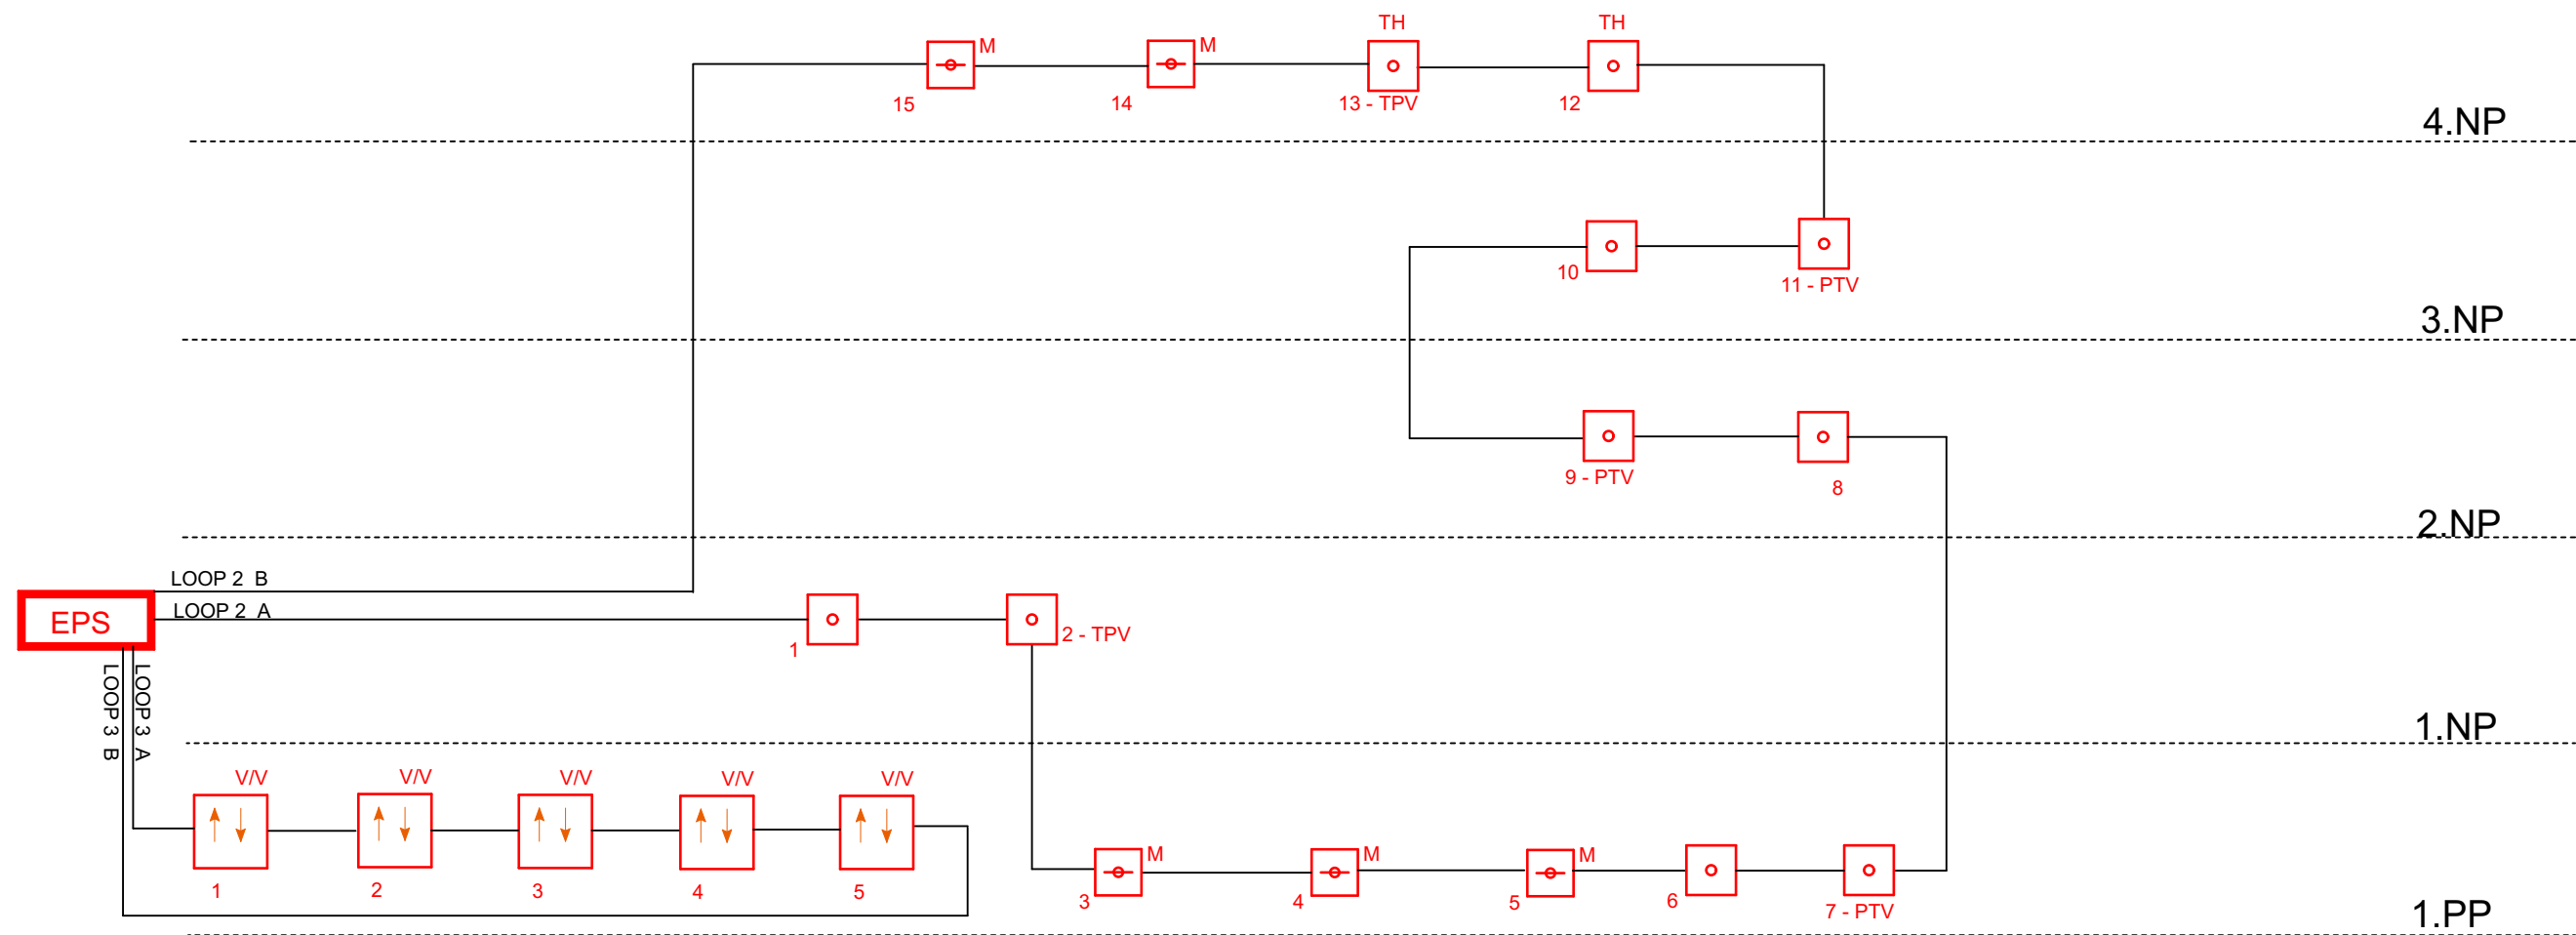 TH
TH
M
M
15
14
13 - TPV
12
4.NP
10
11 - PTV
3.NP
9 - PTV
8
2.NP
LOOP 2 B
LOOP 2 A
EPS
1
2 - TPV
LOOP 3 B
LOOP 3 A
1.NP
V/V
V/V
V/V
V/V
V/V
1
2
3
4
5
M
M
M
3
4
5
6
7 - PTV
1.PP